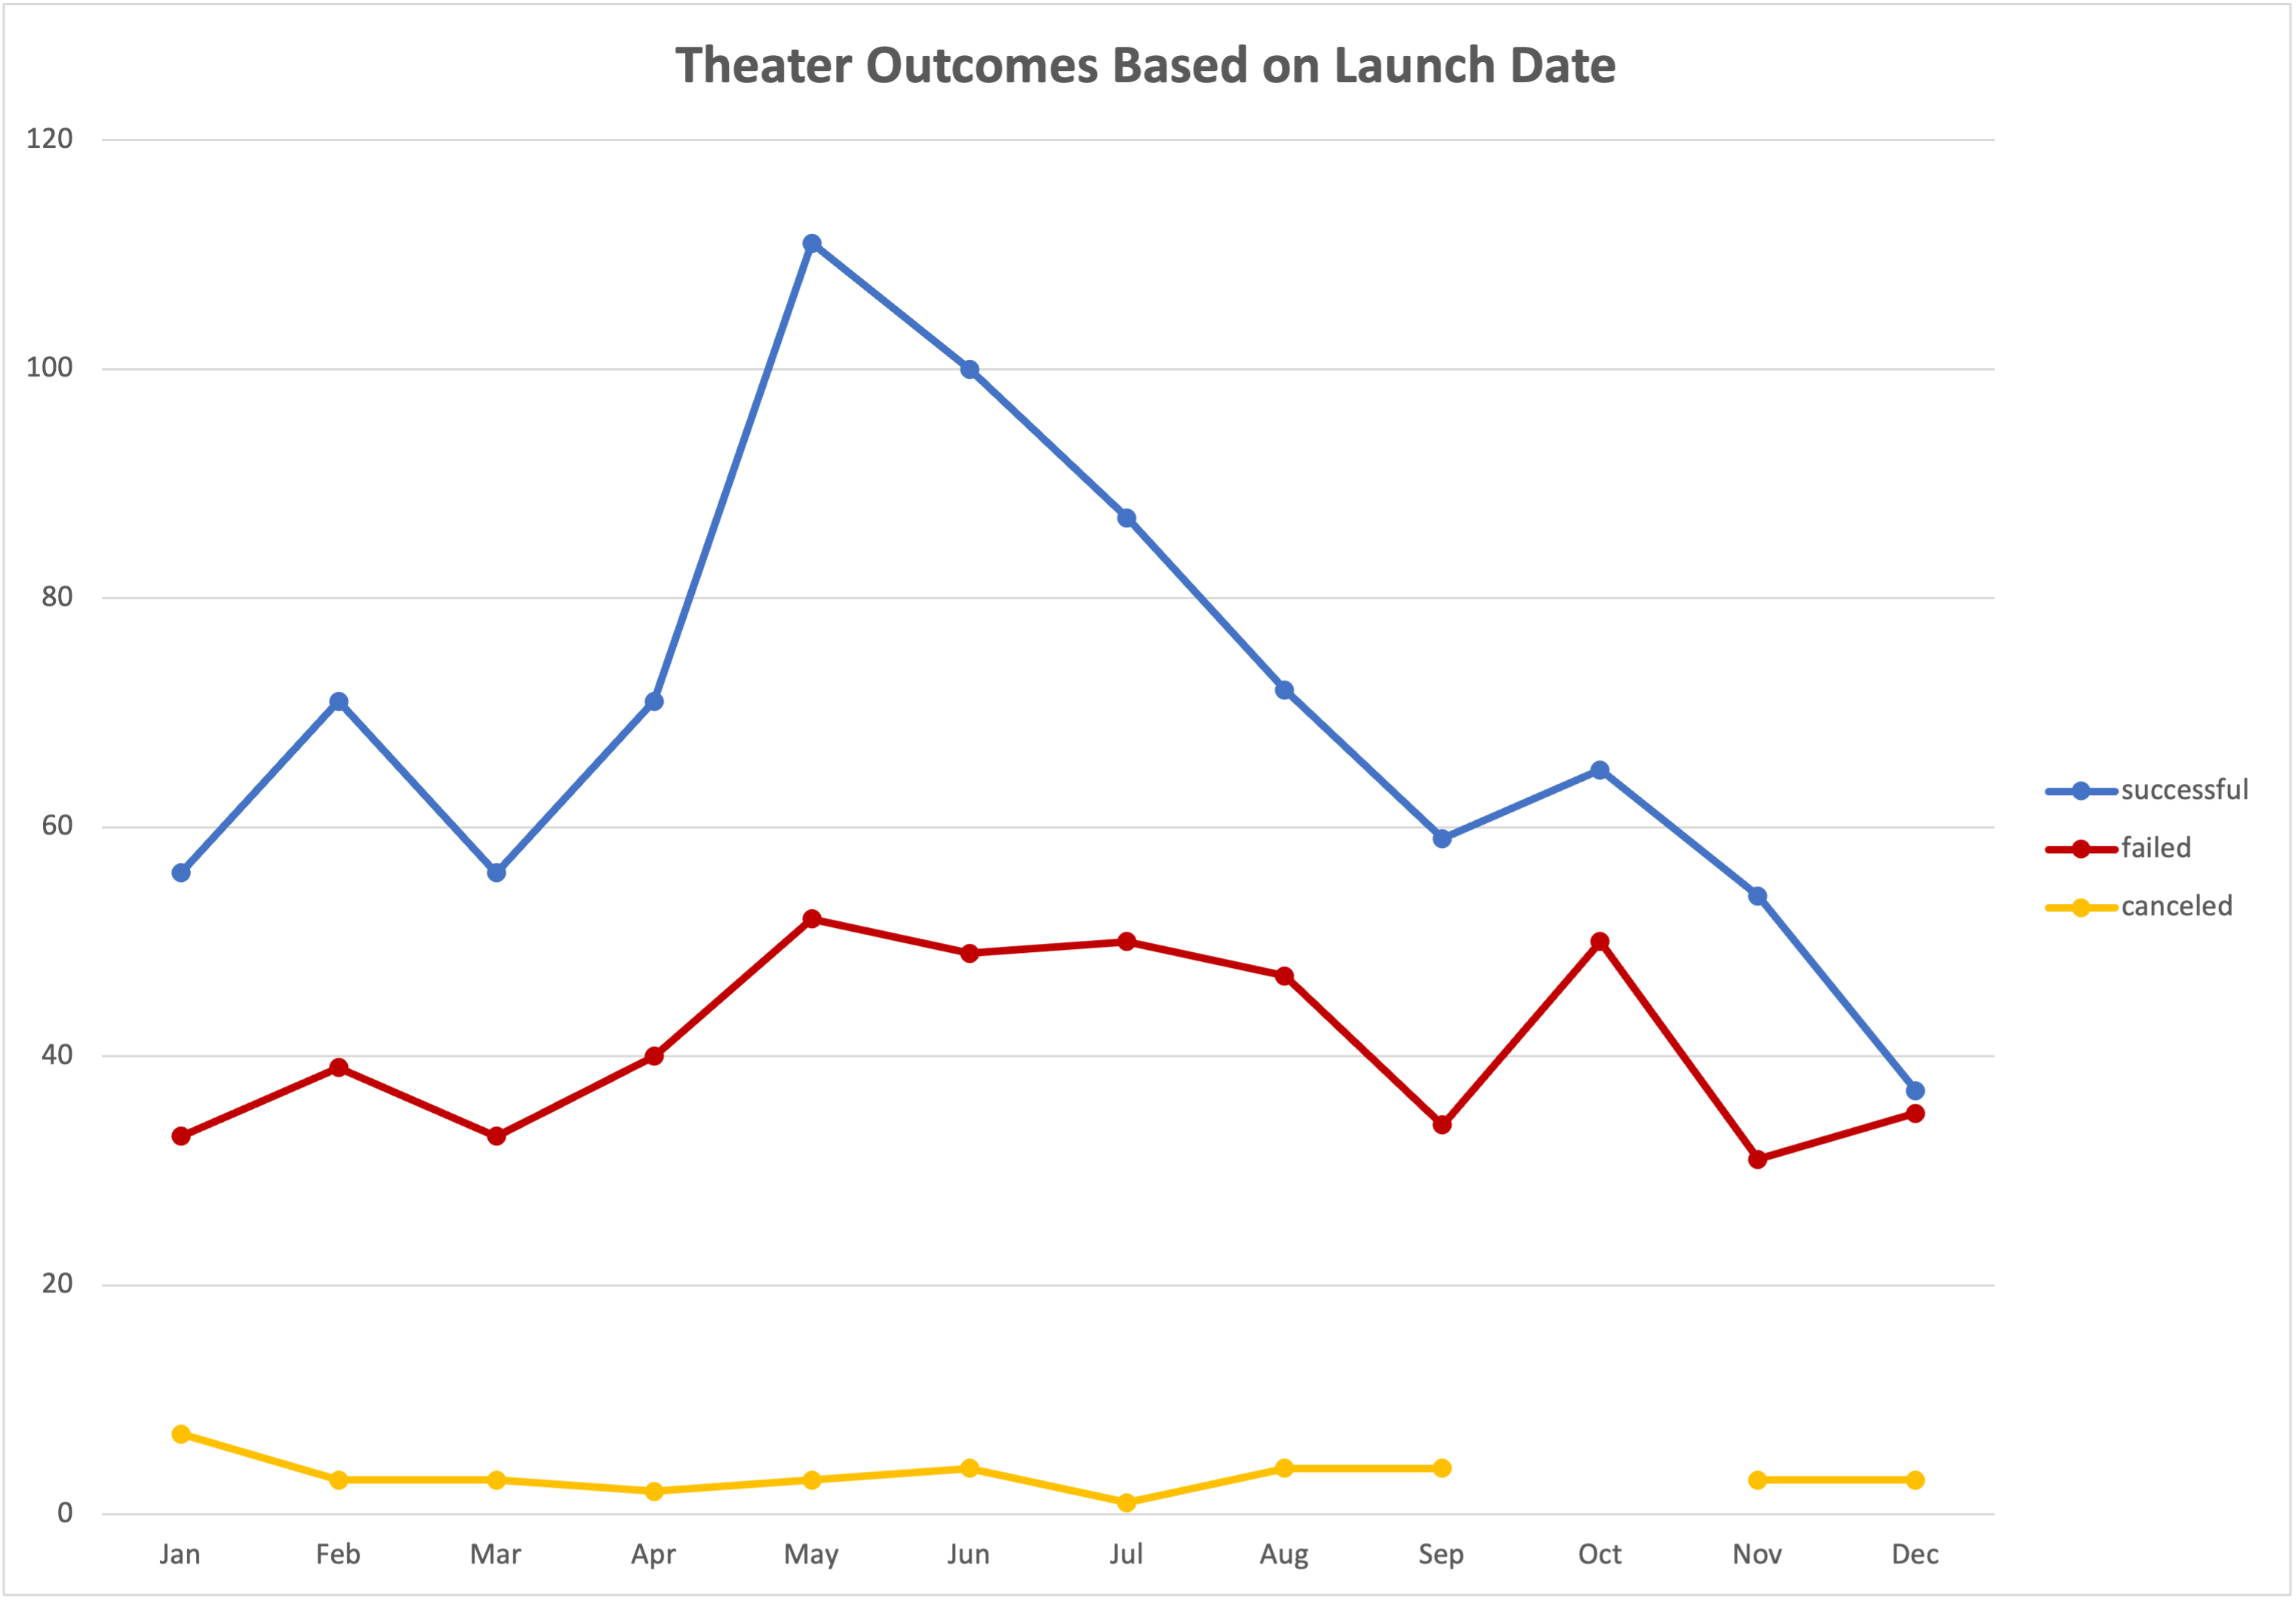 Theater Outcomes Based on Launch Date
120
100
80
60
40
20
0
Jan Feb Mar Apr May Jun Jul Aug Sep Oct Nov Dec
successful
failed
canceled